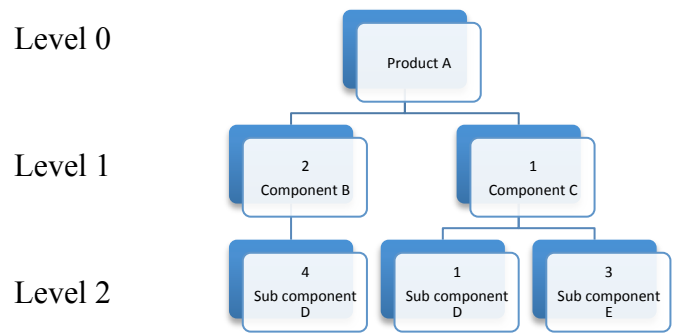 Level 0
Product A
Level 1
2
Component B
1
Component C
Level 2
4
Sub component
D
1
Sub component
D
3
Sub component
E